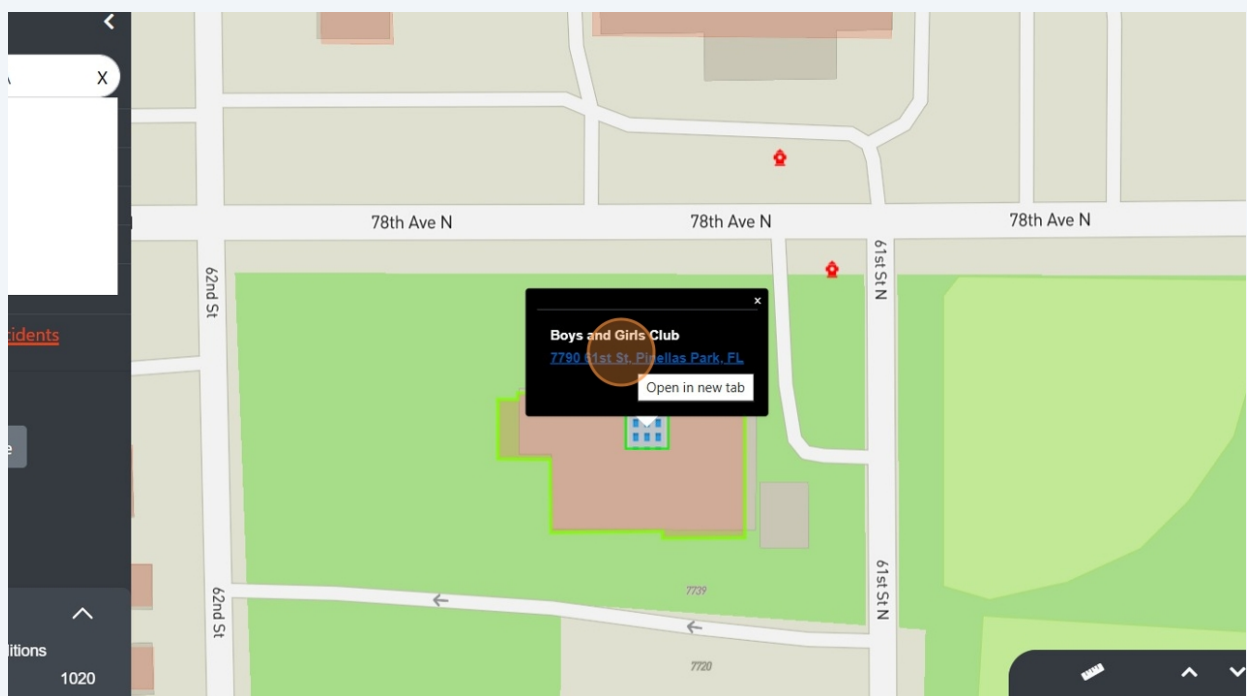 X
78th Ave N
78th Ave N
78th Ave N
62nd St
61st St N
x
Boys and Girls Club
7790 61st St, Pinellas Park, FL
Open in new tab
cidents
e
62nd St
61st St N
7739
7720
litions
1020